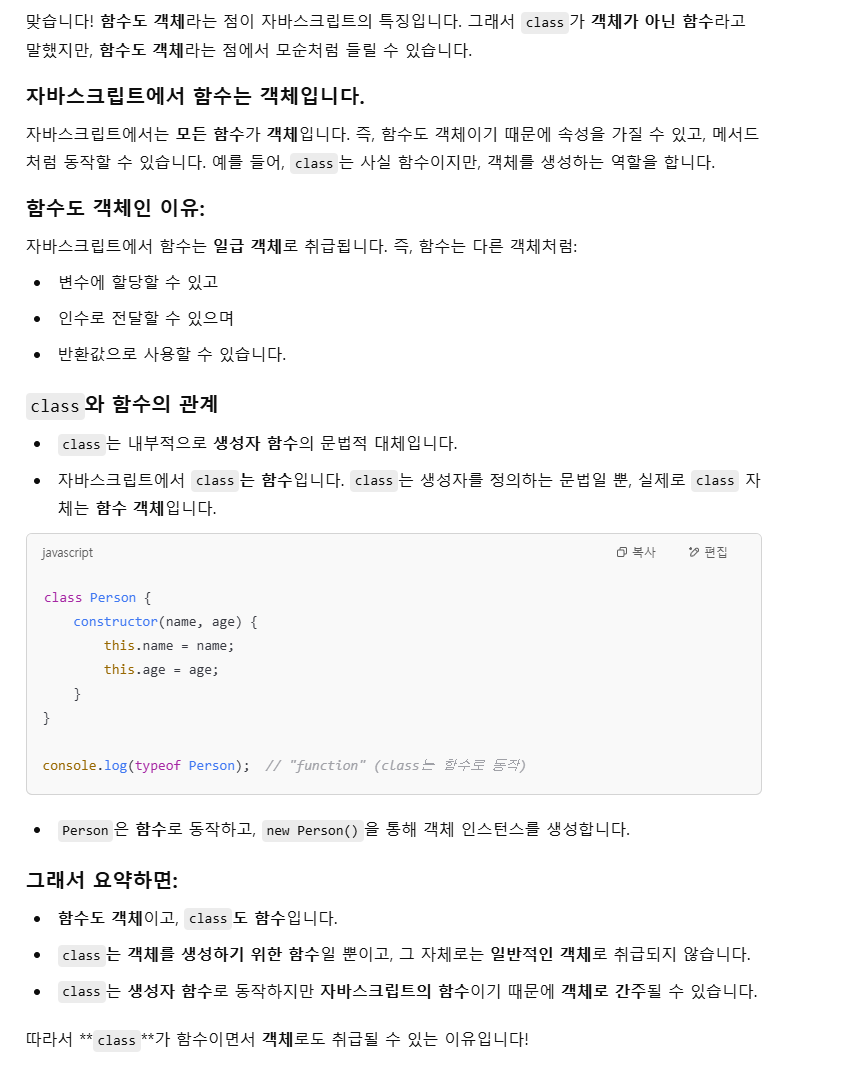 맞습니다! 함수도 객체라는 점이 자바스크립트의 특징입니다. 그래서 class가 객체가 아닌 함수라고
말했지만, 함수도 객체라는 점에서 모순처럼 들릴 수 있습니다.
자바스크립트에서 함수는 객체입니다.
자바스크립트에서는 모든 함수가 객체입니다. 즉, 함수도 객체이기 때문에 속성을 가질 수 있고, 메서드
처럼 동작할 수 있습니다. 예를 들어, class는 사실 함수이지만, 객체를 생성하는 역할을 합니다.
함수도 객체인 이유:
자바스크립트에서 함수는 일급 객체로 취급됩니다. 즉, 함수는 다른 객체처럼:
• 변수에 할당할 수 있고
• 인수로 전달할 수 있으며
• 반환값으로 사용할 수 있습니다.
class와 함수의 관계
• class는 내부적으로 생성자 함수의 문법적 대체입니다.
• 자바스크립트에서 class는 함수입니다. class는 생성자를 정의하는 문법일 뿐, 실제로 class 자
체는 함수 객체입니다.
javascript 복사 편집
class Person {
    constructor(name, age) {
        this.name = name;
        this.age = age;
    }
}
console.log(typeof Person);  // "function" (class는 함수로 동작)
• Person은 함수로 동작하고, new Person()을 통해 객체 인스턴스를 생성합니다.
그래서 요약하면:
• 함수도 객체이고, class도 함수입니다.
• class는 객체를 생성하기 위한 함수일 뿐이고, 그 자체로는 일반적인 객체로 취급되지 않습니다.
• class는 생성자 함수로 동작하지만 자바스크립트의 함수이기 때문에 객체로 간주될 수 있습니다.
따라서 **class**가 함수이면서 객체로도 취급될 수 있는 이유입니다!